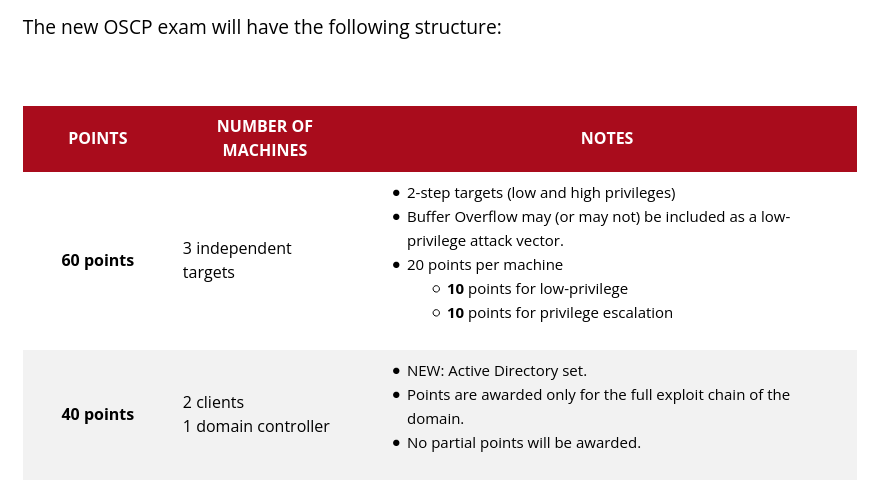 The new OSCP exam will have the following structure:
POINTS
NUMBER OF
MACHINES
NOTES
60 points
3 independent
targets
● 2-step targets (low and high privileges)
● Buffer Overflow may (or may not) be included as a low-
privilege attack vector.
● 20 points per machine
○ 10 points for low-privilege
○ 10 points for privilege escalation
40 points
2 clients
1 domain controller
● NEW: Active Directory set.
● Points are awarded only for the full exploit chain of the
domain.
● No partial points will be awarded.